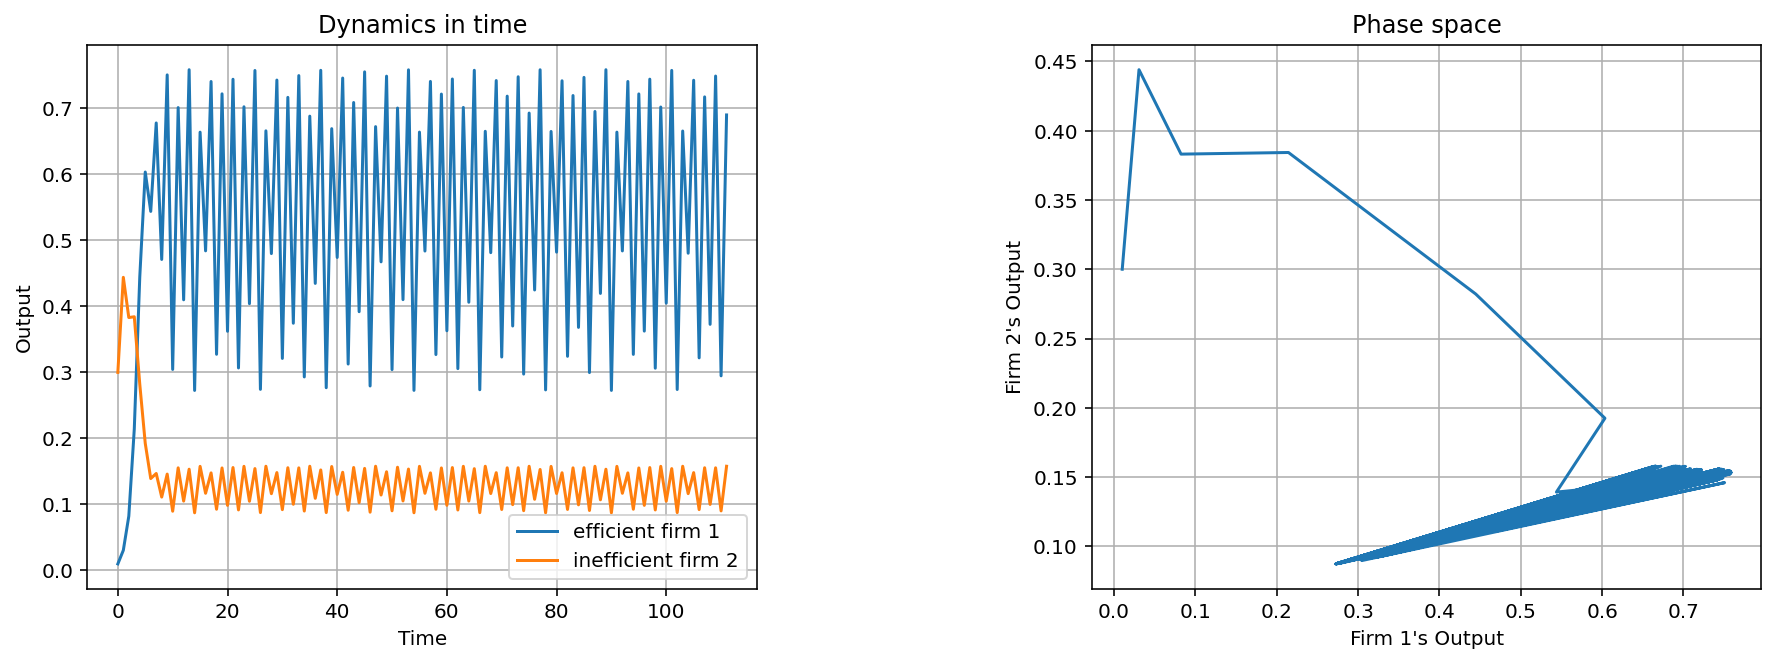 Dynamics in time
Output
0.7
0.6
0.5
0.4
0.3
0.2
0.1
0.0
efficient firm 1
inefficient firm 2
0 20 40 60 80 100
Time
Phase space
Firm 2's Output
0.45
0.40
0.35
0.30
0.25
0.20
0.15
0.10
0.0 0.1 0.2 0.3 0.4 0.5 0.6 0.7
Firm 1's Output